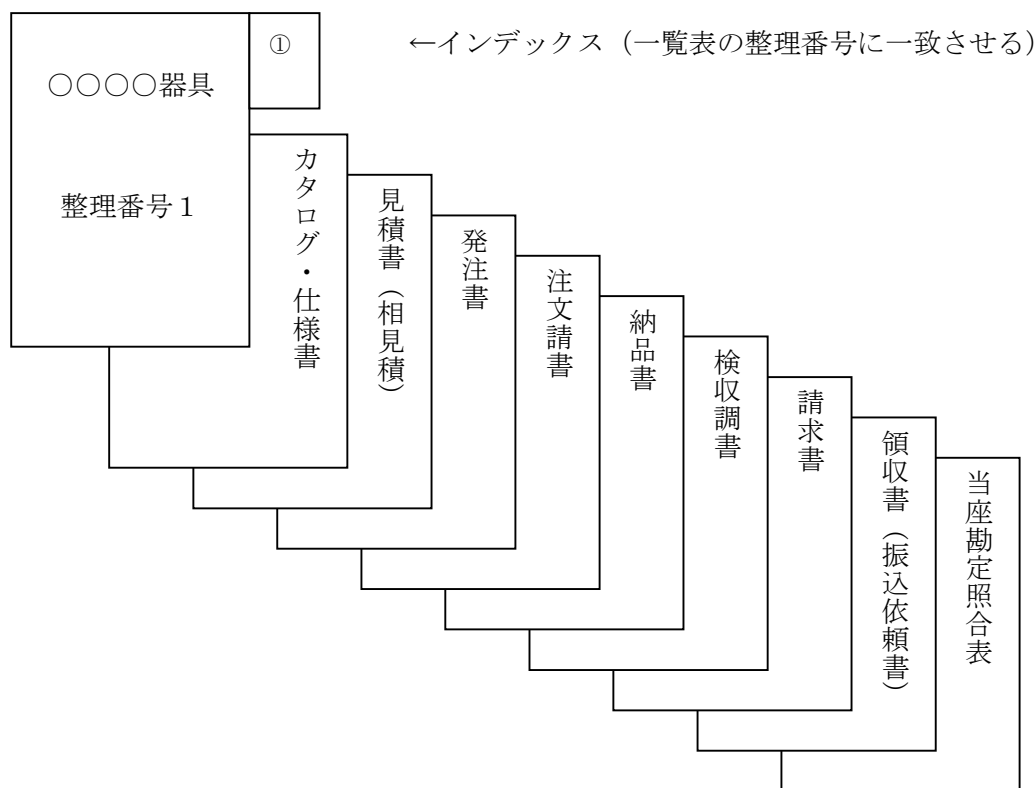 ①
←インデックス（一覧表の整理番号に一致させる）
○○○○器具
整理番号１
カタログ・仕様書
見積書（相見積）
発注書
注文請書
納品書
検収調書
請求書
領収書（振込依頼書）
当座勘定照合表